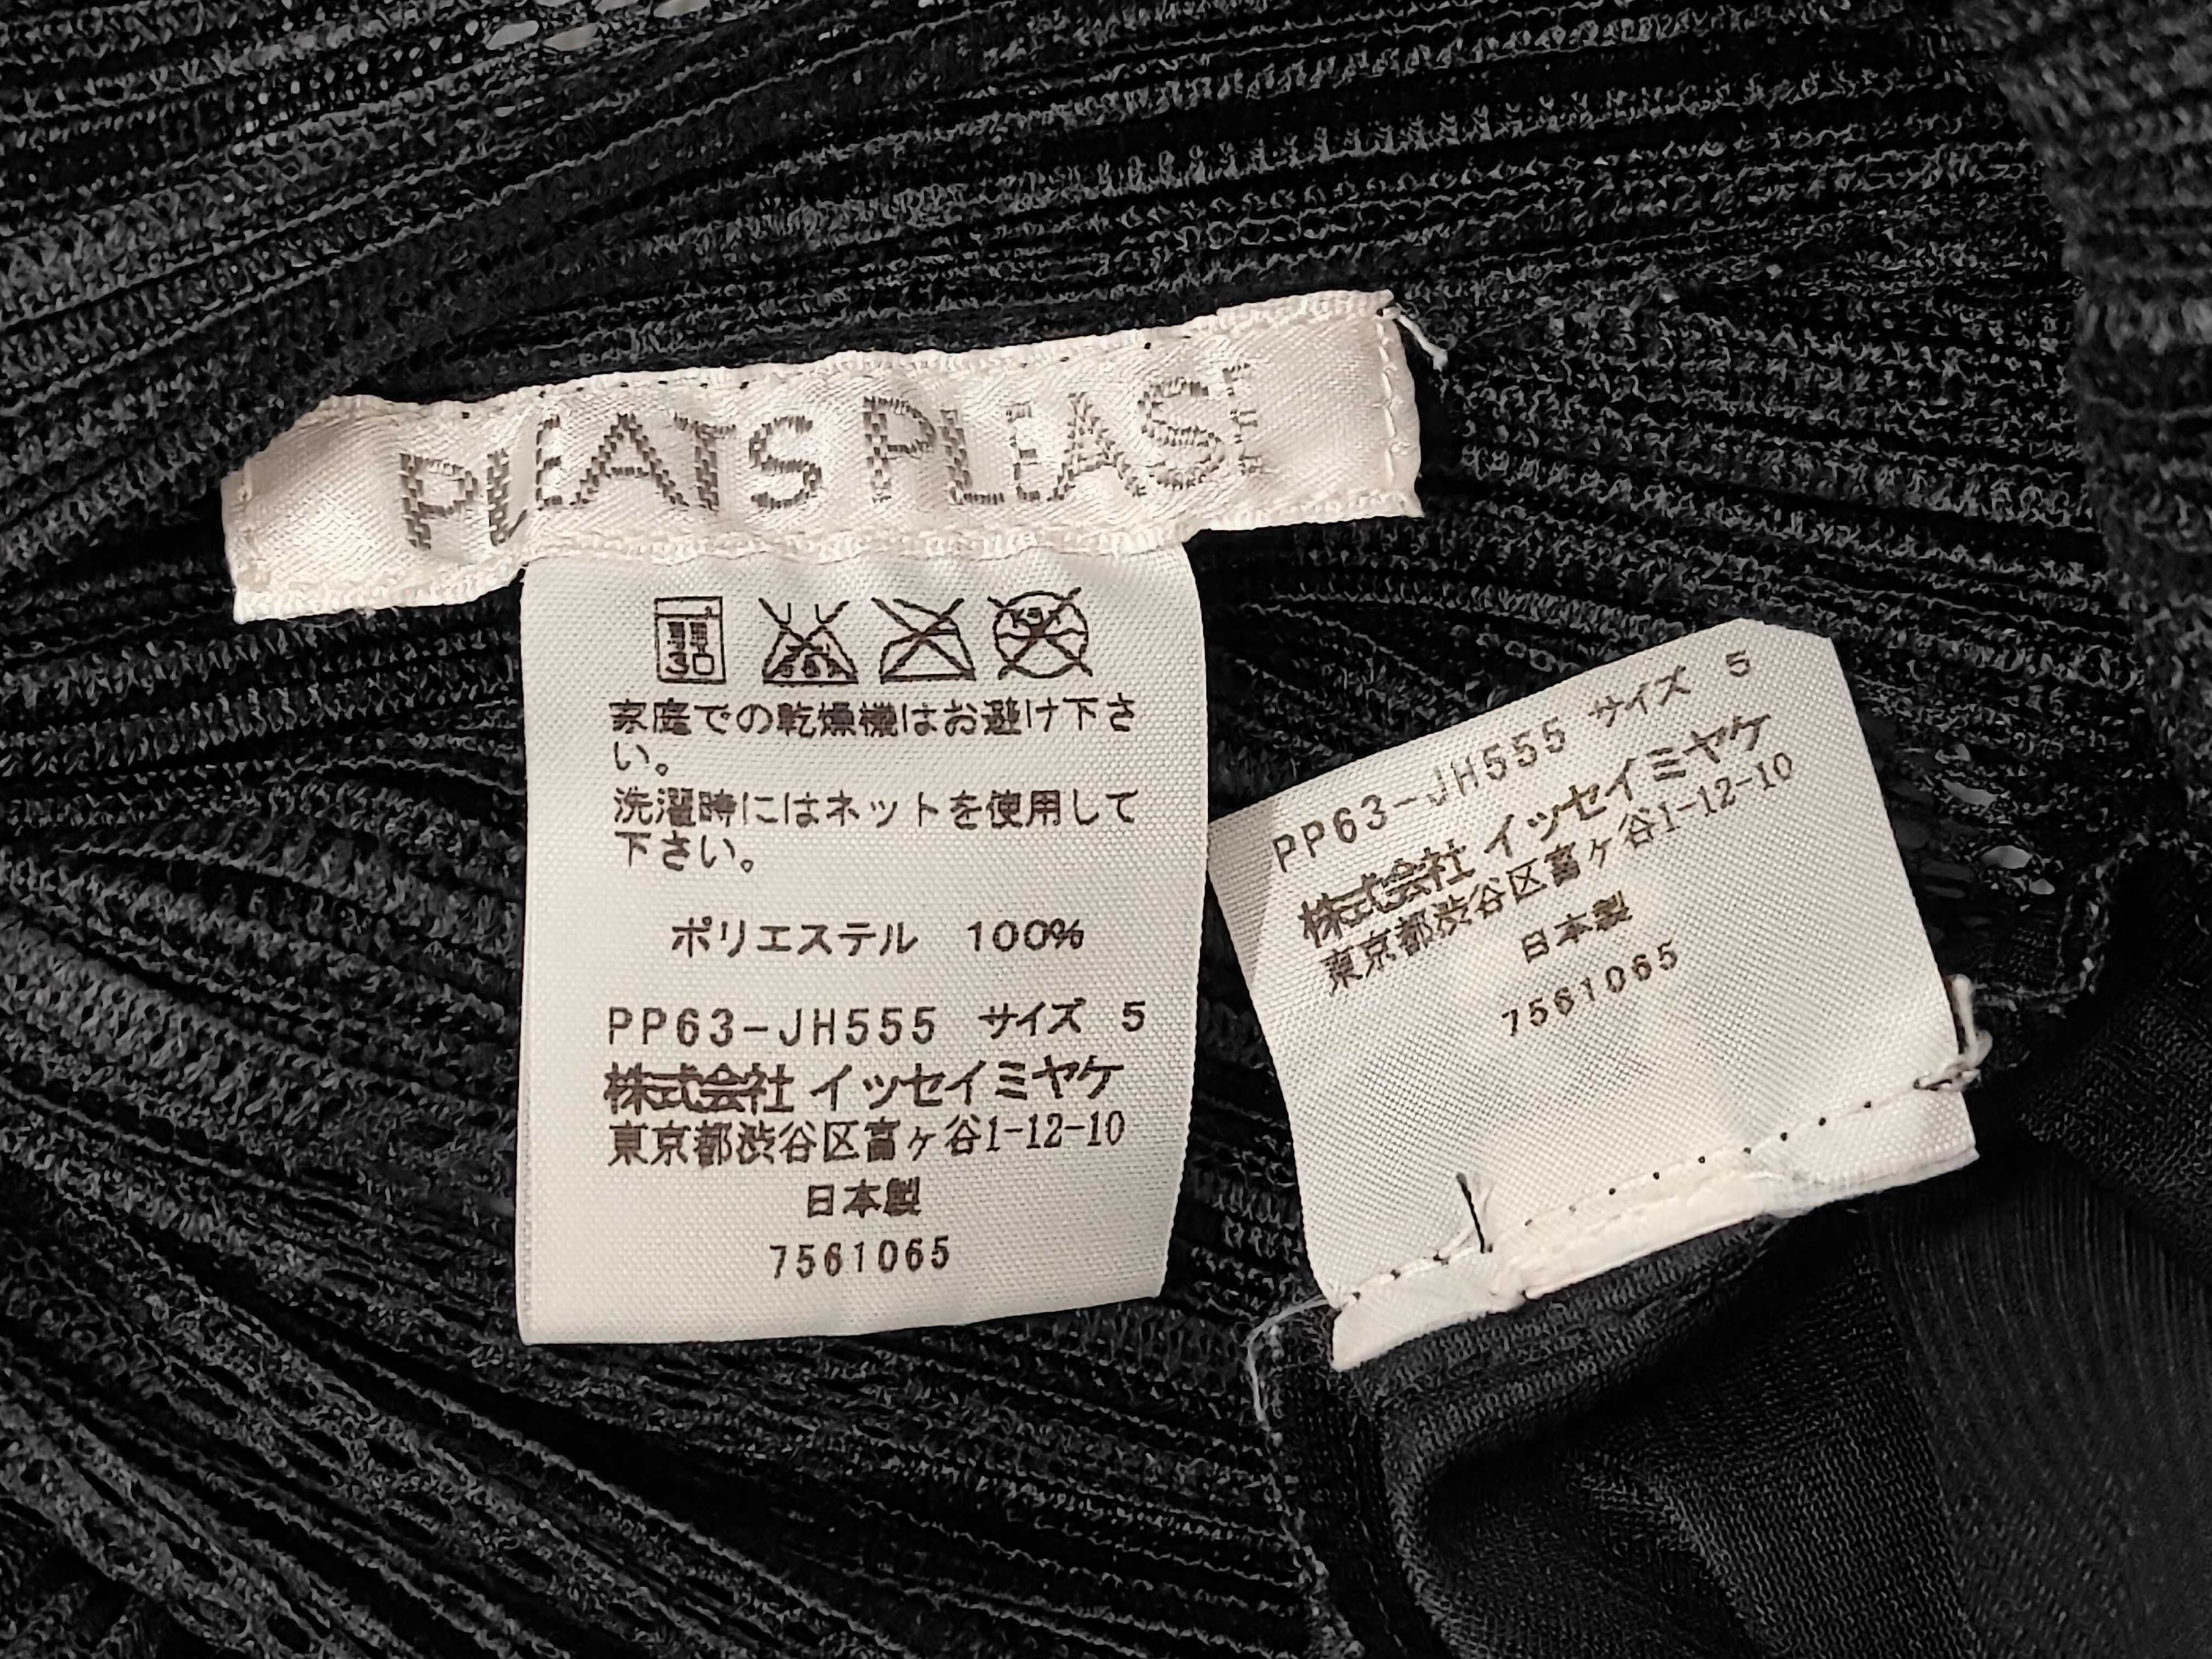 PLEATS PLEASE
30
家庭での乾燥機はお避け下さ
い。
洗濯時にはネットを使用して
下さい。
ポリエステル 100%
PP63-JH555 サイズ 5
株式会社 イッセイミヤケ
東京都渋谷区富ヶ谷1-12-10
日本製
7561065
PP63-JH555 サイズ 5
株式会社 イッセイミヤケ
東京都渋谷区富ヶ谷1-12-10
日本製
7561065